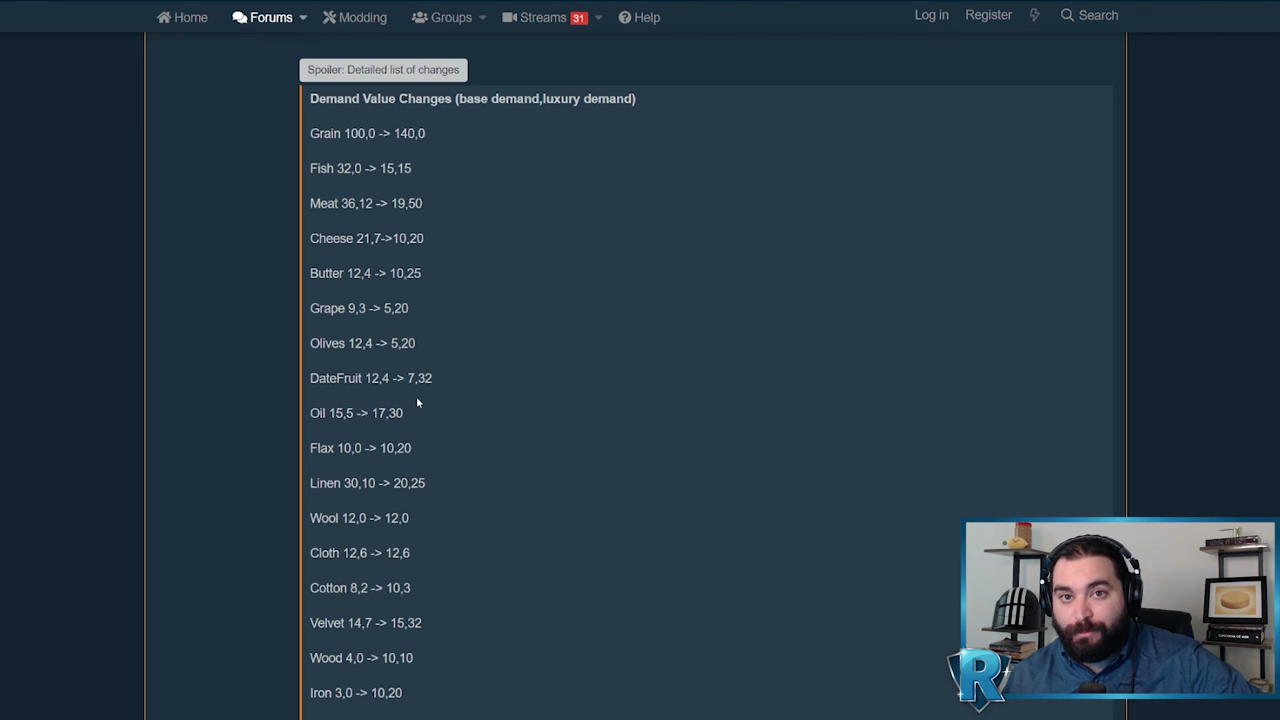 Home
Forums
Modding
Groups
Streams 31
Help
Log in
Register
Search
Spoiler: Detailed list of changes
Demand Value Changes (base demand,luxury demand)
Grain 100,0 -> 140,0
Fish 32,0 -> 15,15
Meat 36,12 -> 19,50
Cheese 21,7->10,20
Butter 12,4 -> 10,25
Grape 9,3 -> 5,20
Olives 12,4 -> 5,20
DateFruit 12,4 -> 7,32
Oil 15,5 -> 17,30
Flax 10,0 -> 10,20
Linen 30,10 -> 20,25
Wool 12,0 -> 12,0
Cloth 12,6 -> 12,6
Cotton 8,2 -> 10,3
Velvet 14,7 -> 15,32
Wood 4,0 -> 10,10
Iron 3,0 -> 10,20
R